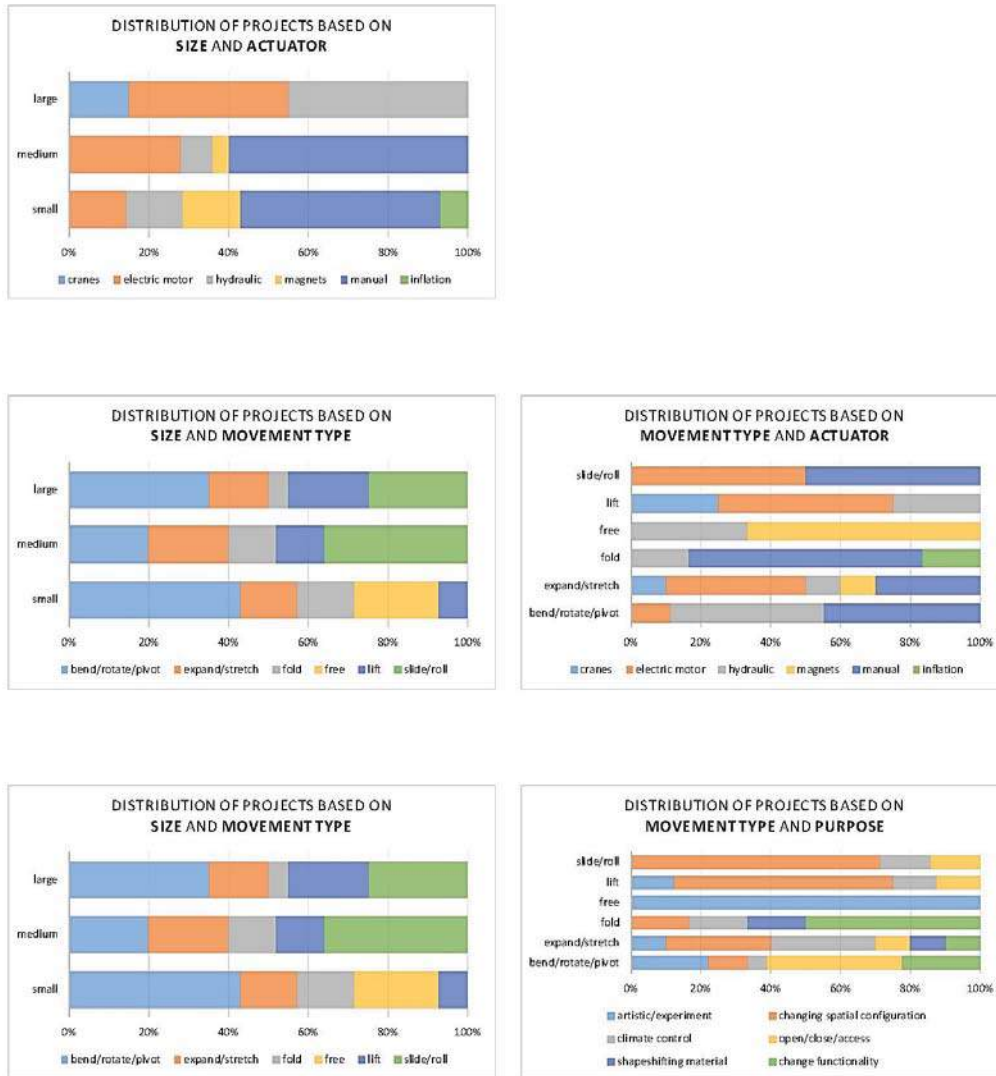 DISTRIBUTION OF PROJECTS BASED ON
SIZE AND ACTUATOR
large
medium
small
0% 20% 40% 60% 80% 100%
cranes electric motor hydraulic magnets manual inflation
DISTRIBUTION OF PROJECTS BASED ON
SIZE AND MOVEMENT TYPE
large
medium
small
0% 20% 40% 60% 80% 100%
bend/rotate/pivot expand/stretch fold free lift slide/roll
DISTRIBUTION OF PROJECTS BASED ON
MOVEMENT TYPE AND ACTUATOR
slide/roll
lift
free
fold
expand/stretch
bend/rotate/pivot
0% 20% 40% 60% 80% 100%
cranes electric motor hydraulic magnets manual inflation
DISTRIBUTION OF PROJECTS BASED ON
SIZE AND MOVEMENT TYPE
large
medium
small
0% 20% 40% 60% 80% 100%
bend/rotate/pivot expand/stretch fold free lift slide/roll
DISTRIBUTION OF PROJECTS BASED ON
MOVEMENT TYPE AND PURPOSE
slide/roll
lift
free
fold
expand/stretch
bend/rotate/pivot
0% 20% 40% 60% 80% 100%
artistic/experiment changing spatial configuration
climate control open/close/access
shapeshifting material change functionality